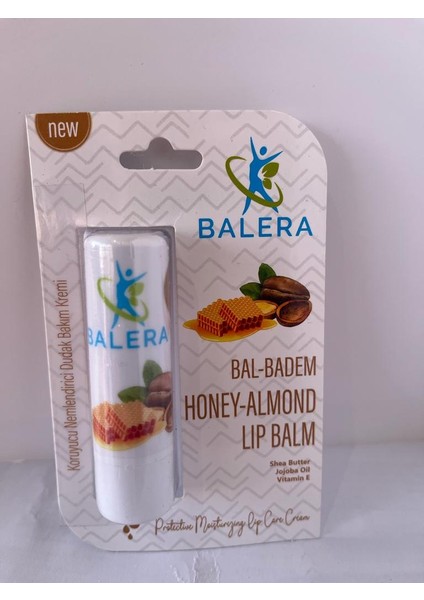 new
BALERA
BAL-BADEM
HONEY-ALMOND
LIP BALM
Shea Butter
Jojoba Oil
Vitamin E
Koruyucu Nemlendirici Dudak Bakım Kremi
BALERA
Protective Moisturizing Lip Care Cream